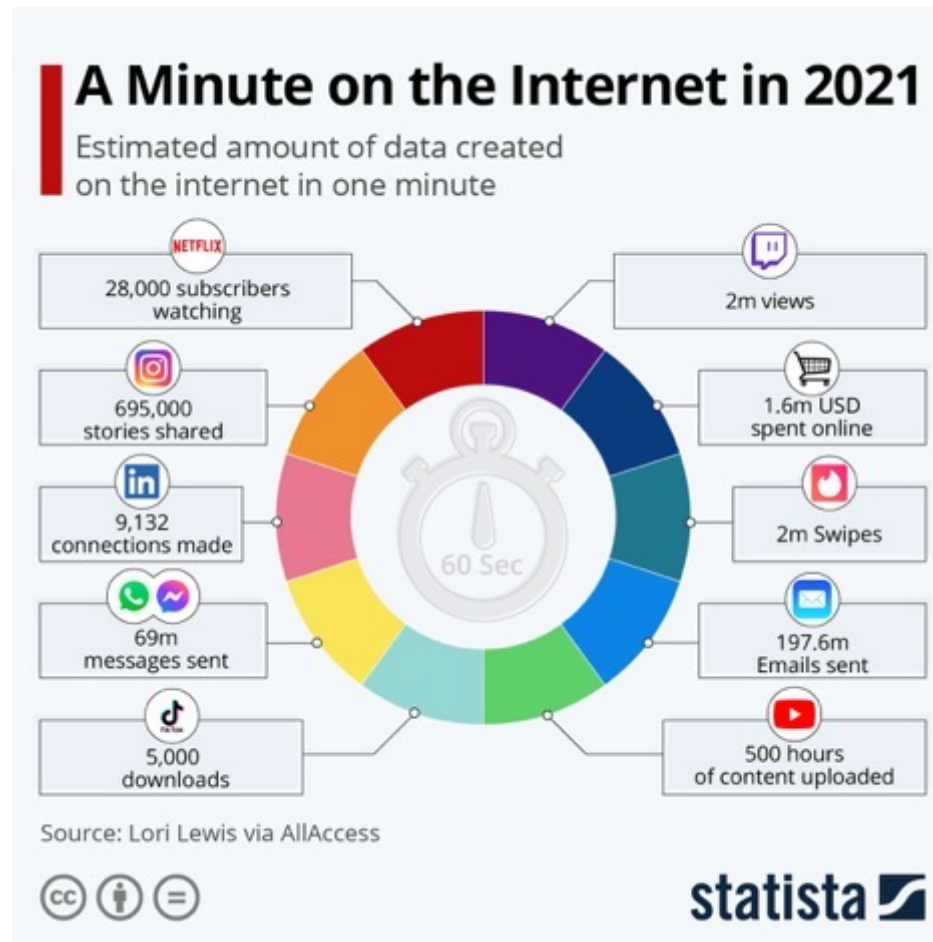 A Minute on the Internet in 2021
Estimated amount of data created
on the internet in one minute
NETFLIX
28,000 subscribers
watching
2m views
695,000
stories shared
1.6m USD
spent online
in
9,132
connections made
2m Swipes
60 Sec
69m
messages sent
197.6m
Emails sent
TikTok
5,000
downloads
500 hours
of content uploaded
Source: Lori Lewis via AllAccess
cc
statista